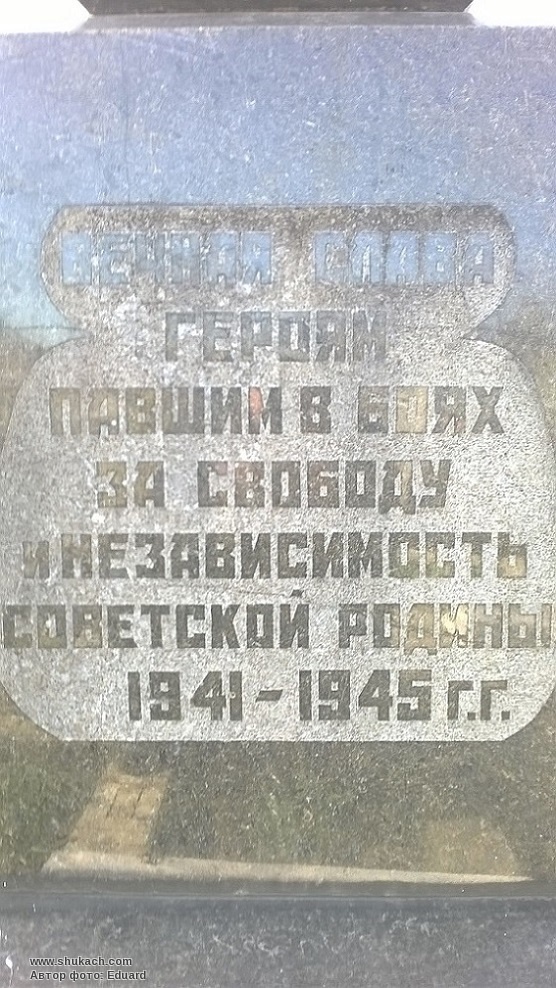 ВЕЧНАЯ СЛАВА
ГЕРОЯМ
ПАВШИМ В БОЯХ
ЗА СВОБОДУ
И НЕЗАВИСИМОСТЬ
СОВЕТСКОЙ РОДИНЫ
1941-1945 г.г.
www.shukach.com
Автор фото: Eduard